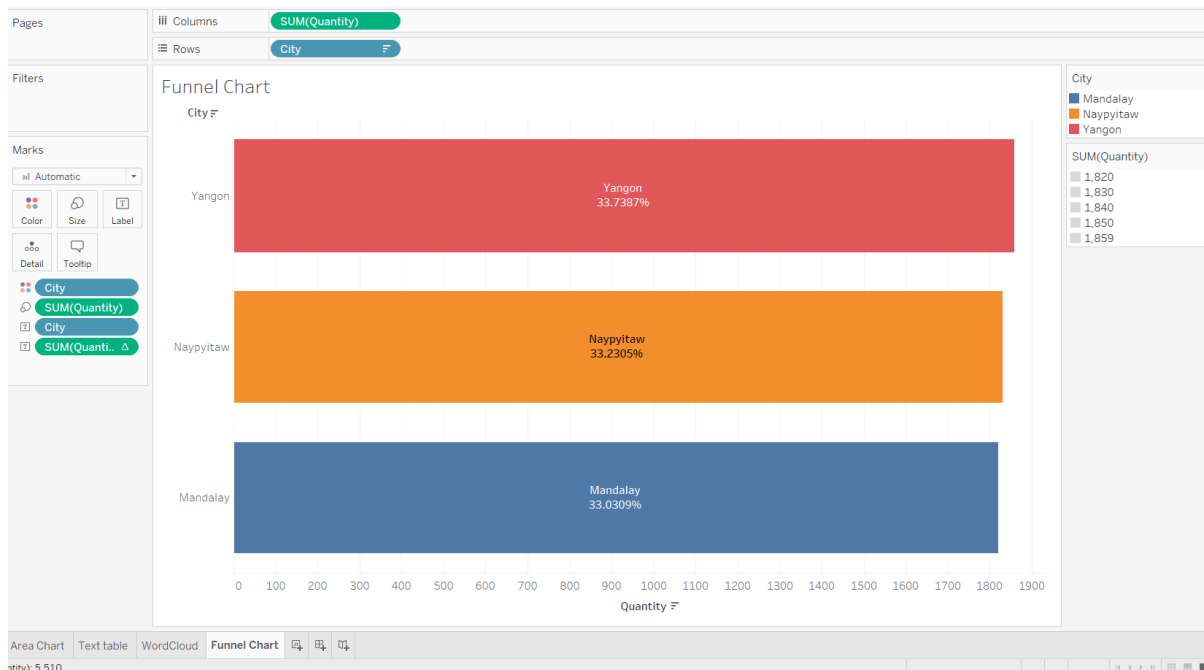 Pages
iii Columns
SUM(Quantity)
Rows
City
Filters
Marks
Automatic
Color
Size
Label
Detail
Tooltip
City
SUM(Quantity)
City
SUM(Quanti.. Δ
Funnel Chart
City
Yangon
Yangon
33.7387%
Naypyitaw
Naypyitaw
33.2305%
Mandalay
Mandalay
33.0309%
0 100 200 300 400 500 600 700 800 900 1000 1100 1200 1300 1400 1500 1600 1700 1800 1900
Quantity
City
Mandalay
Naypyitaw
Yangon
SUM(Quantity)
1,820
1,830
1,840
1,850
1,859
Area Chart Text table WordCloud Funnel Chart
ntity): 5,510